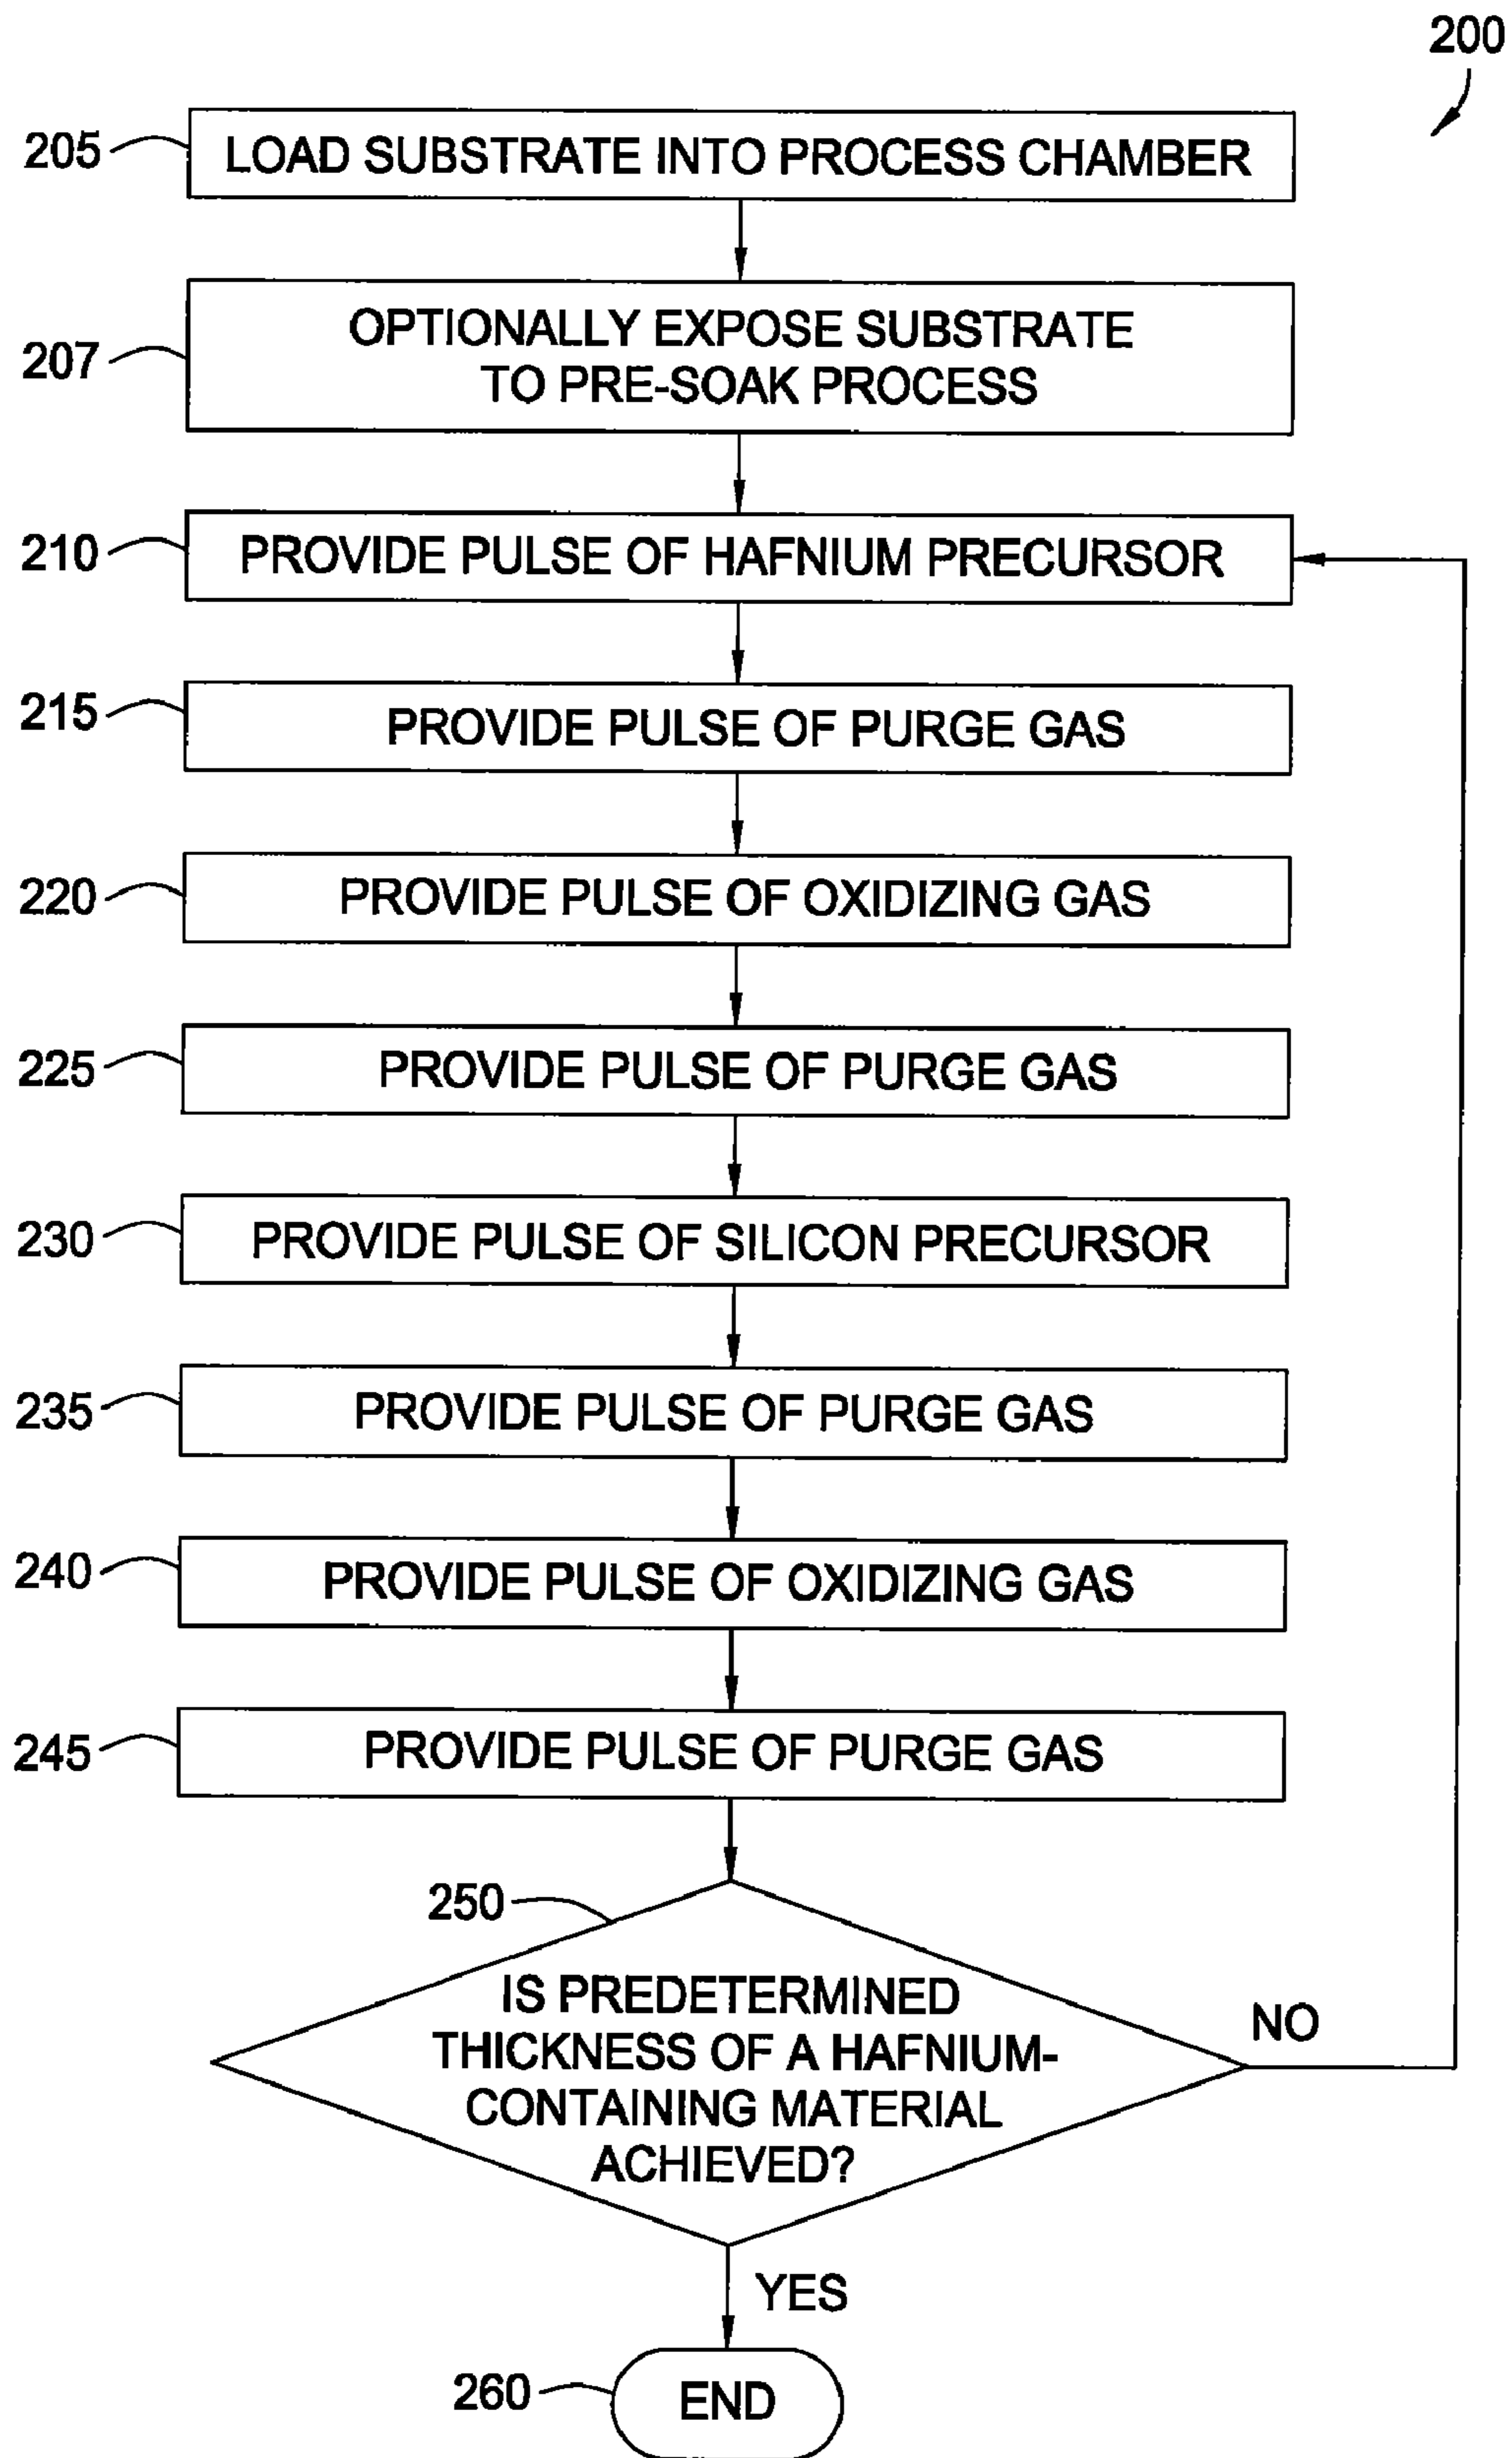 200
205
LOAD SUBSTRATE INTO PROCESS CHAMBER
207
OPTIONALLY EXPOSE SUBSTRATE
TO PRE-SOAK PROCESS
210
PROVIDE PULSE OF HAFNIUM PRECURSOR
215
PROVIDE PULSE OF PURGE GAS
220
PROVIDE PULSE OF OXIDIZING GAS
225
PROVIDE PULSE OF PURGE GAS
230
PROVIDE PULSE OF SILICON PRECURSOR
235
PROVIDE PULSE OF PURGE GAS
240
PROVIDE PULSE OF OXIDIZING GAS
245
PROVIDE PULSE OF PURGE GAS
250
IS PREDETERMINED
THICKNESS OF A HAFNIUM-
CONTAINING MATERIAL
ACHIEVED?
NO
YES
260
END